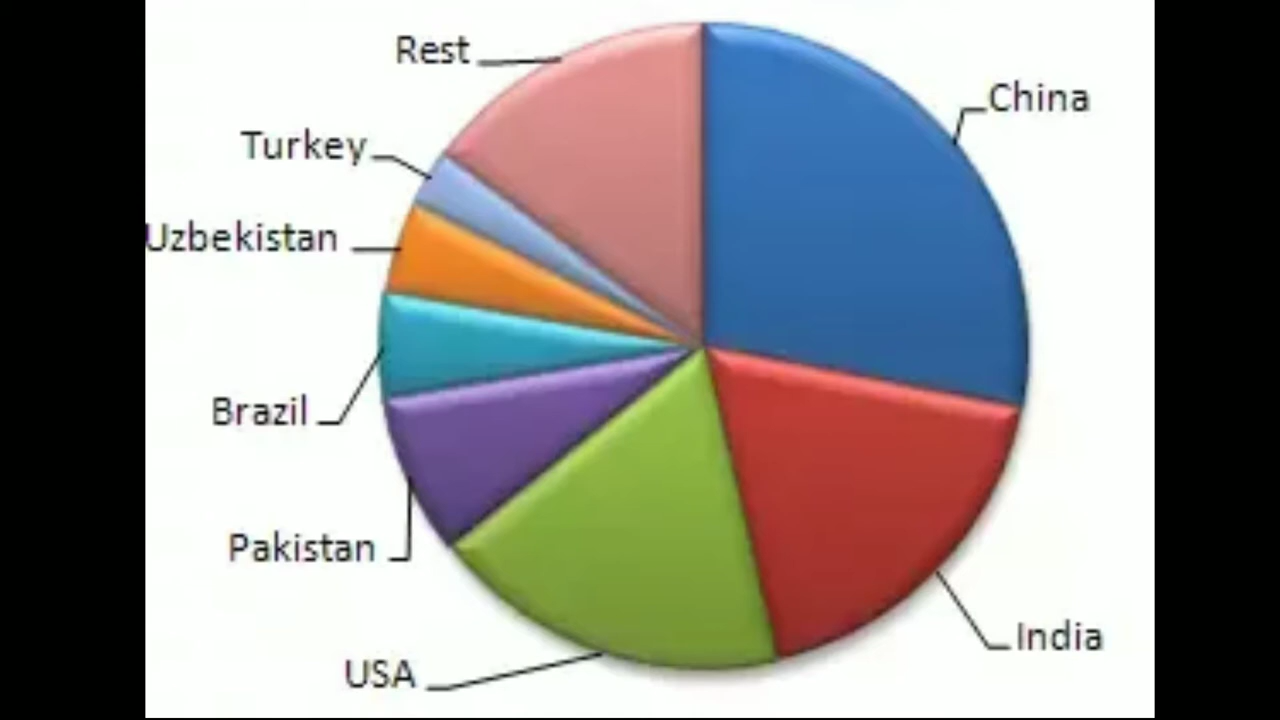 Rest
China
Turkey
Uzbekistan
Brazil
Pakistan
India
USA